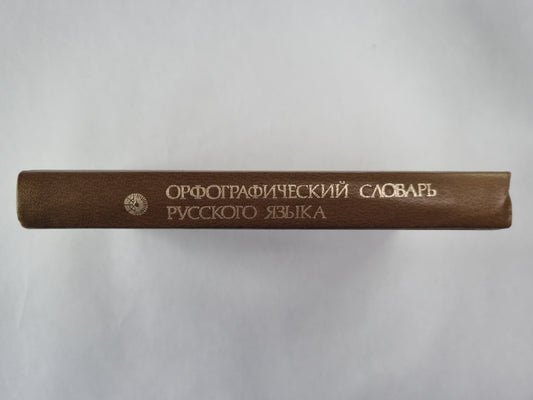 ОРФОГРАФИЧЕСКИЙ СЛОВАРЬ
РУССКОГО ЯЗЫКА